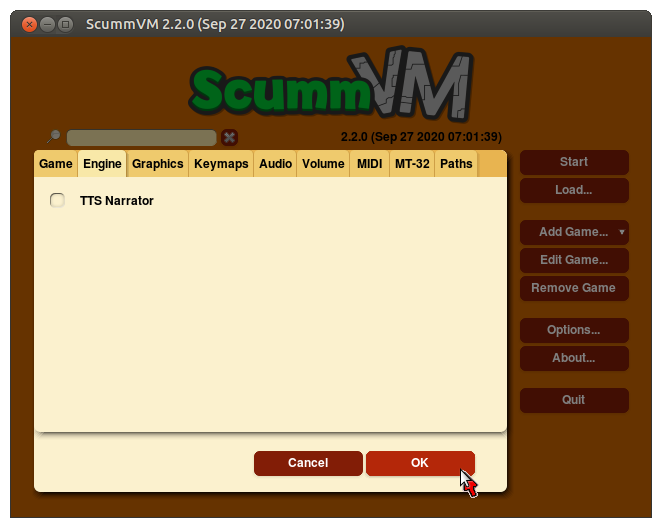 ScummVM 2.2.0 (Sep 27 2020 07:01:39)
ScummVM
2.2.0 (Sep 27 2020 07:01:39)
Game Engine Graphics Keymaps Audio Volume MIDI MT-32 Paths
TTS Narrator
Cancel OK
Start
Load...
Add Game...
Edit Game...
Remove Game
Options...
About...
Quit